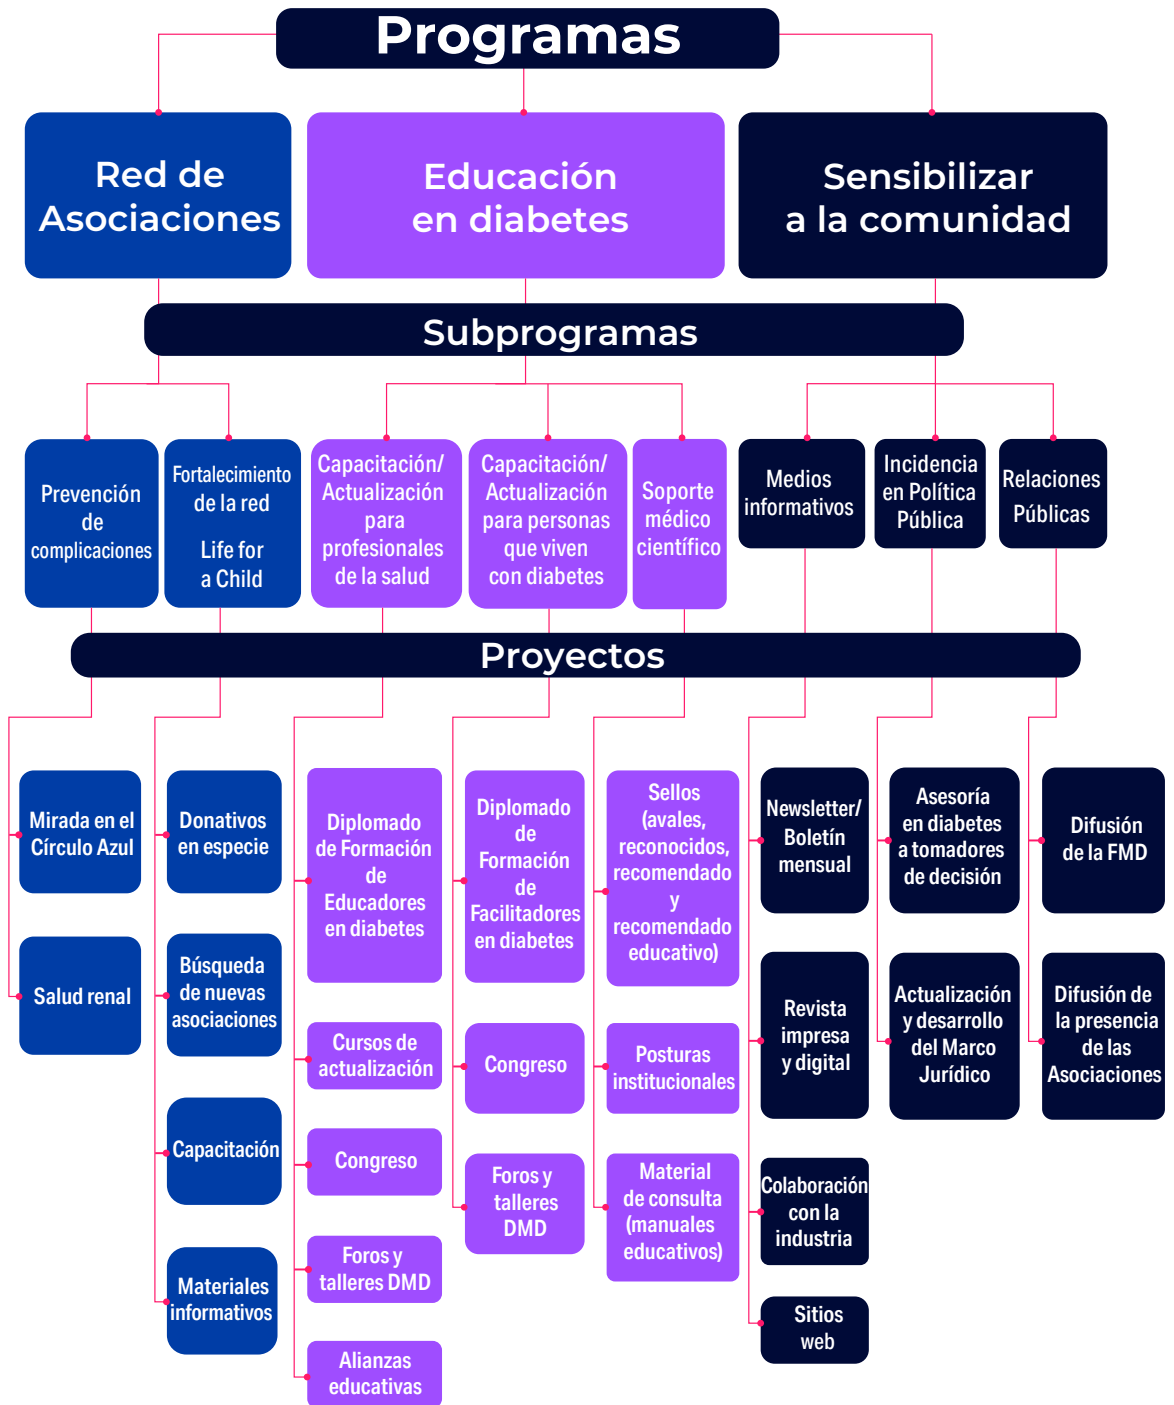 Programas
Red de
Asociaciones
Educación
en diabetes
Sensibilizar
a la comunidad
Subprogramas
Prevención
de
complicaciones
Fortalecimiento
de la red
Life for
a Child
Capacitación/
Actualización
para
profesionales
de la salud
Capacitación/
Actualización
para personas
que viven
con diabetes
Soporte
médico
científico
Medios
informativos
Incidencia
en Política
Pública
Relaciones
Públicas
Proyectos
Mirada en el
Círculo Azul
Salud renal
Donativos
en especie
Búsqueda
de nuevas
asociaciones
Capacitación
Materiales
informativos
Diplomado
de Formación
de
Educadores
en diabetes
Cursos de
actualización
Congreso
Foros y
talleres DMD
Alianzas
educativas
Diplomado
de
Formación
de
Facilitadores
en diabetes
Congreso
Foros y
talleres
DMD
Sellos
(avales,
reconocidos,
recomendado
y
recomendado
educativo)
Posturas
institucionales
Material
de consulta
(manuales
educativos)
Newsletter/
Boletín
mensual
Revista
impresa
y digital
Colaboración
con la
industria
Sitios
web
Asesoría
en diabetes
a tomadores
de decisión
Actualización
y desarrollo
del Marco
Jurídico
Difusión
de la FMD
Difusión de
la presencia
de las
Asociaciones